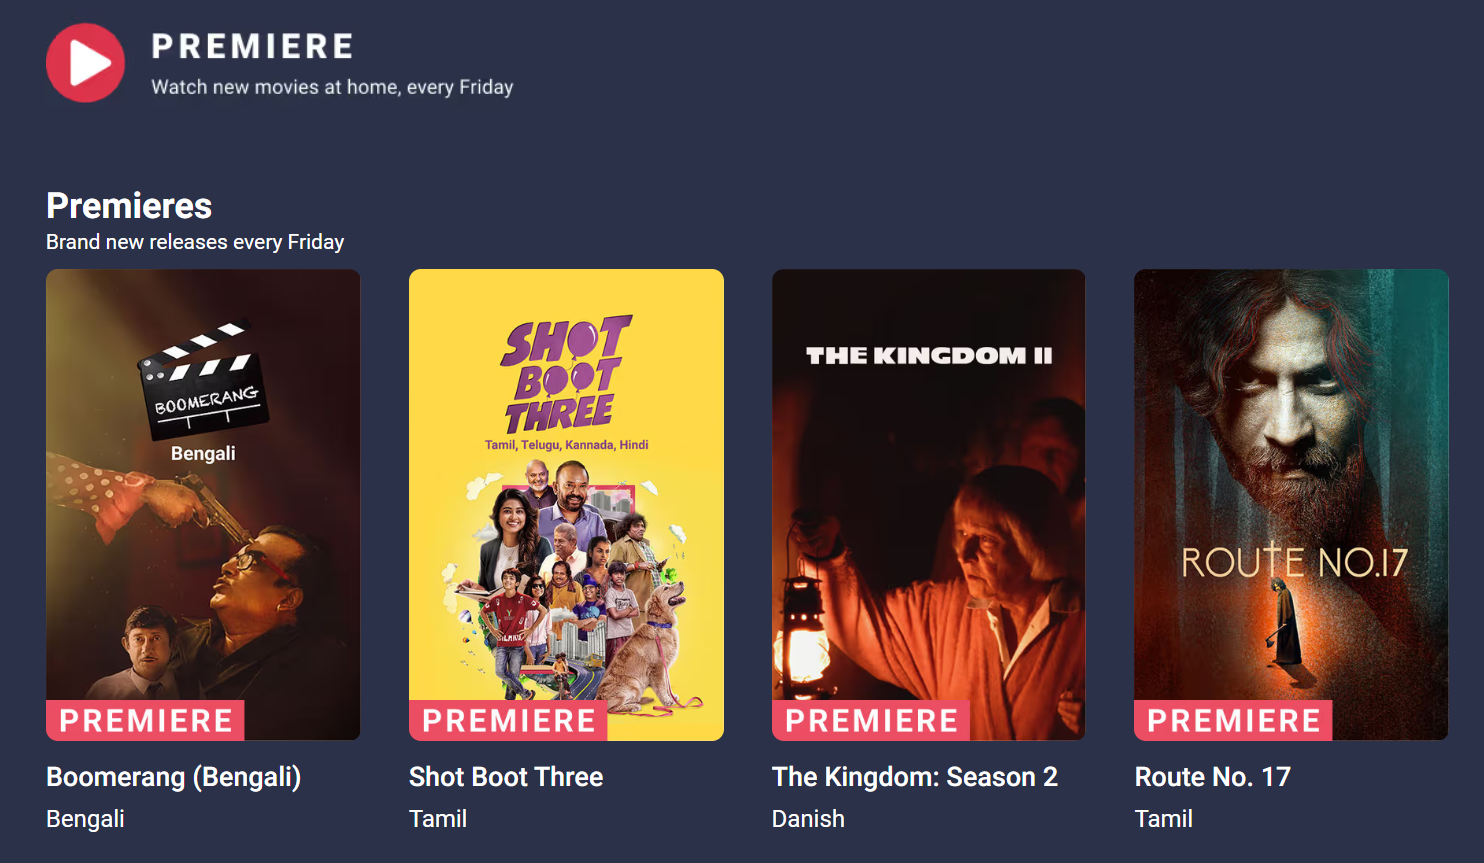 PREMIERE
Watch new movies at home, every Friday
Premieres
Brand new releases every Friday
BOOMERANG
Bengali
PREMIERE
Boomerang (Bengali)
Bengali
SHOT
BOOT
THREE
Tamil, Telugu, Kannada, Hindi
PREMIERE
Shot Boot Three
Tamil
THE KINGDOM II
PREMIERE
The Kingdom: Season 2
Danish
ROUTE NO.17
PREMIERE
Route No. 17
Tamil